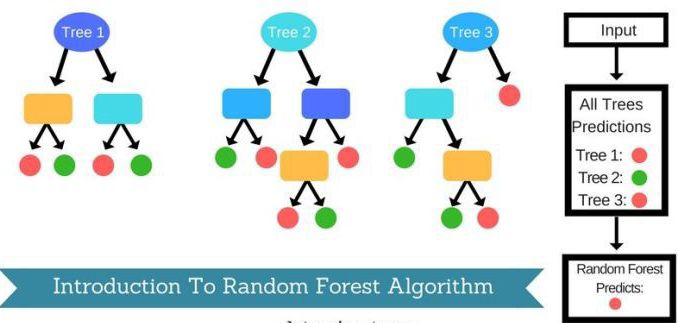 Tree 1
Tree 2
Tree 3
Input
All Trees
Predictions
Tree 1:
Tree 2:
Tree 3:
Random Forest
Predicts:
Introduction To Random Forest Algorithm